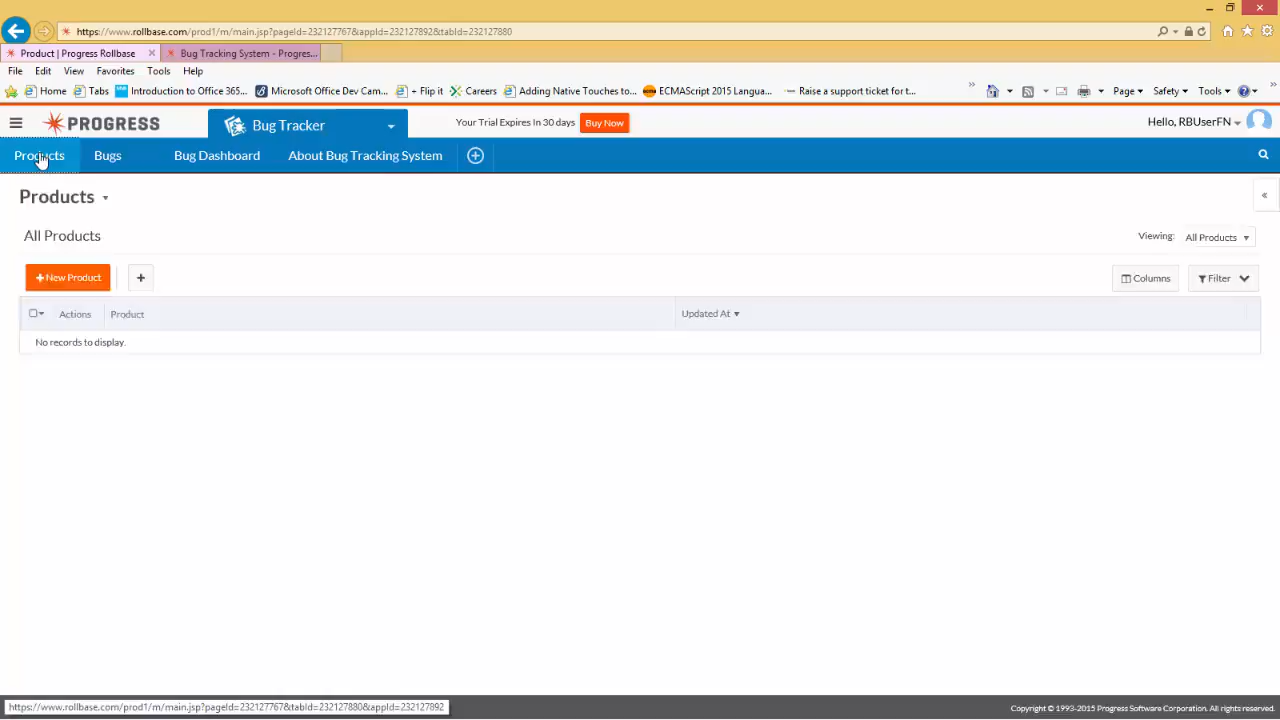 https://www.rollbase.com/prod1/m/main.jsp?pageId=232127767&appId=232127892&tabId=232127880
Product | Progress Rollbase
Bug Tracking System - Progres...
File Edit View Favorites Tools Help
Home Tabs Introduction to Office 365... Microsoft Office Dev Cam... + Flip it Careers Adding Native Touches to... ECMAScript 2015 Langua... Raise a support ticket for t... » Page Safety Tools »
PROGRESS Bug Tracker Your Trial Expires In 30 days Buy Now Hello, RBUserFN
Products Bugs Bug Dashboard About Bug Tracking System
Products
All Products Viewing: All Products
+ New Product + Columns Filter
Actions Product Updated At
No records to display.
https://www.rollbase.com/prod1/m/main.jsp?pageId=232127767&tabId=232127880&appId=232127892
Copyright © 1993-2015 Progress Software Corporation. All rights reserved.